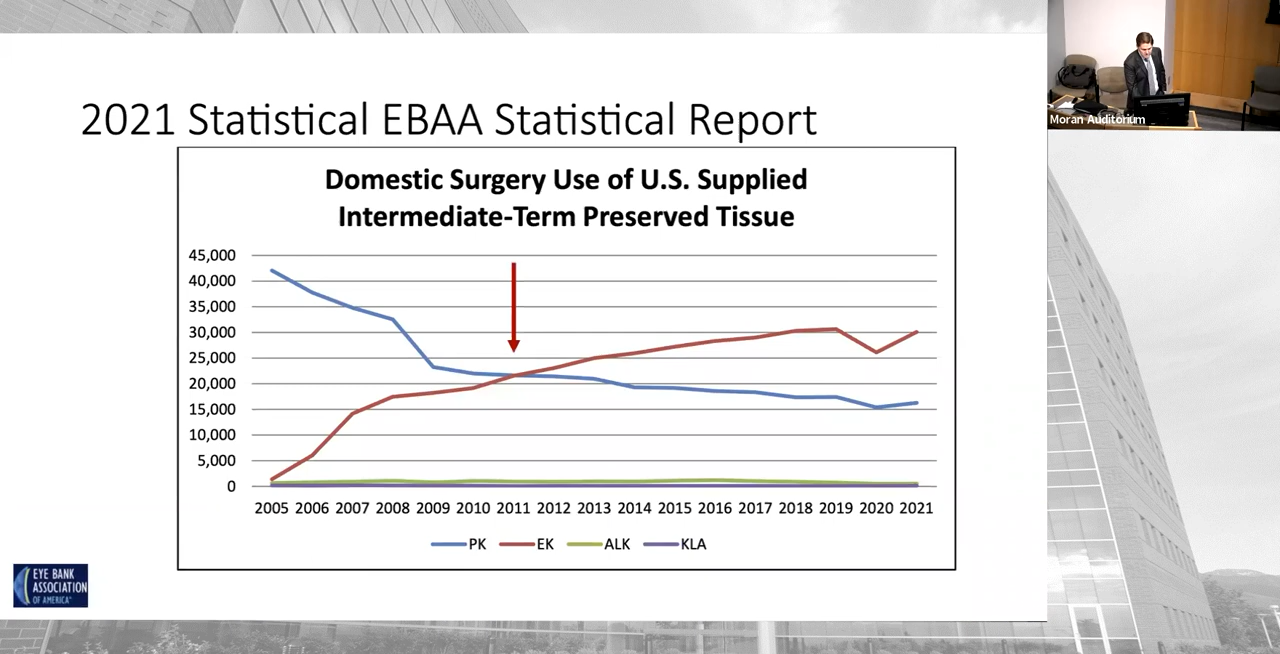 2021 Statistical EBAA Statistical Report
Moran Auditorium
Domestic Surgery Use of U.S. Supplied
Intermediate-Term Preserved Tissue
45,000
40,000
35,000
30,000
25,000
20,000
15,000
10,000
5,000
0
2005 2006 2007 2008 2009 2010 2011 2012 2013 2014 2015 2016 2017 2018 2019 2020 2021
PK EK ALK KLA
EYE BANK
ASSOCIATION
OF AMERICA